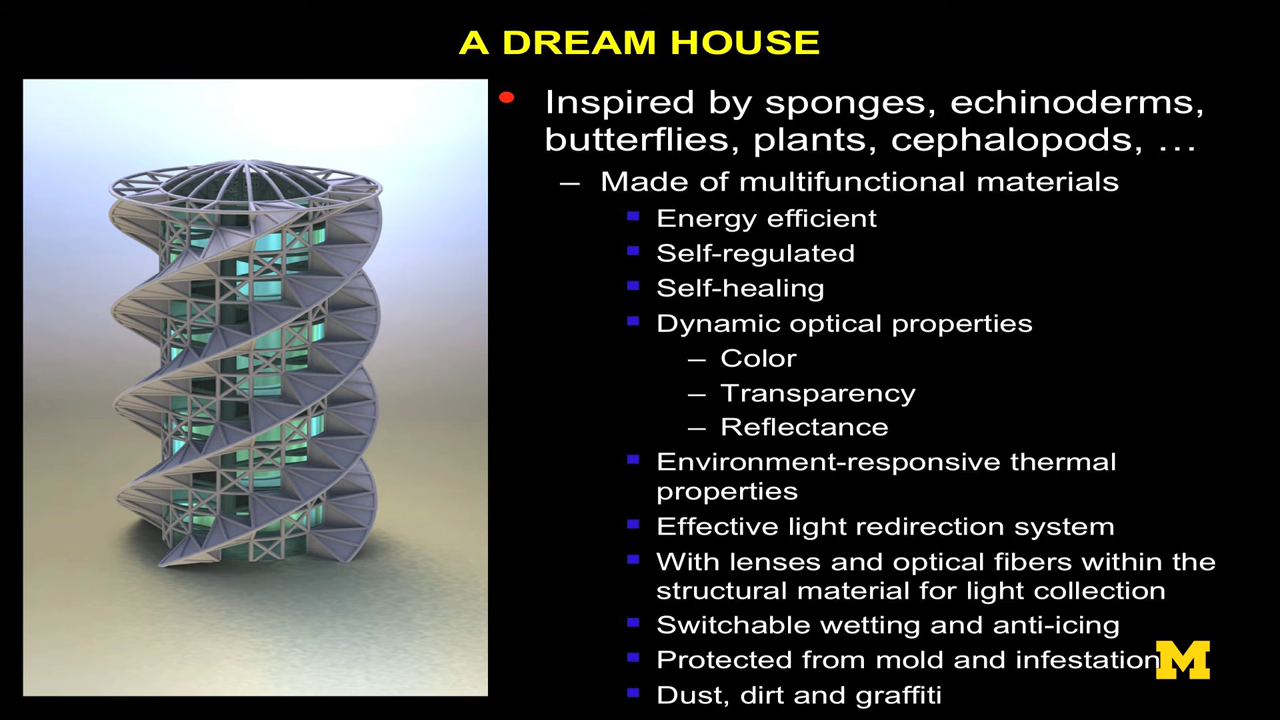 A DREAM HOUSE
• Inspired by sponges, echinoderms,
butterflies, plants, cephalopods, …
– Made of multifunctional materials
▪ Energy efficient
▪ Self-regulated
▪ Self-healing
▪ Dynamic optical properties
– Color
– Transparency
– Reflectance
▪ Environment-responsive thermal
properties
▪ Effective light redirection system
▪ With lenses and optical fibers within the
structural material for light collection
▪ Switchable wetting and anti-icing
▪ Protected from mold and infestation
M
▪ Dust, dirt and graffiti